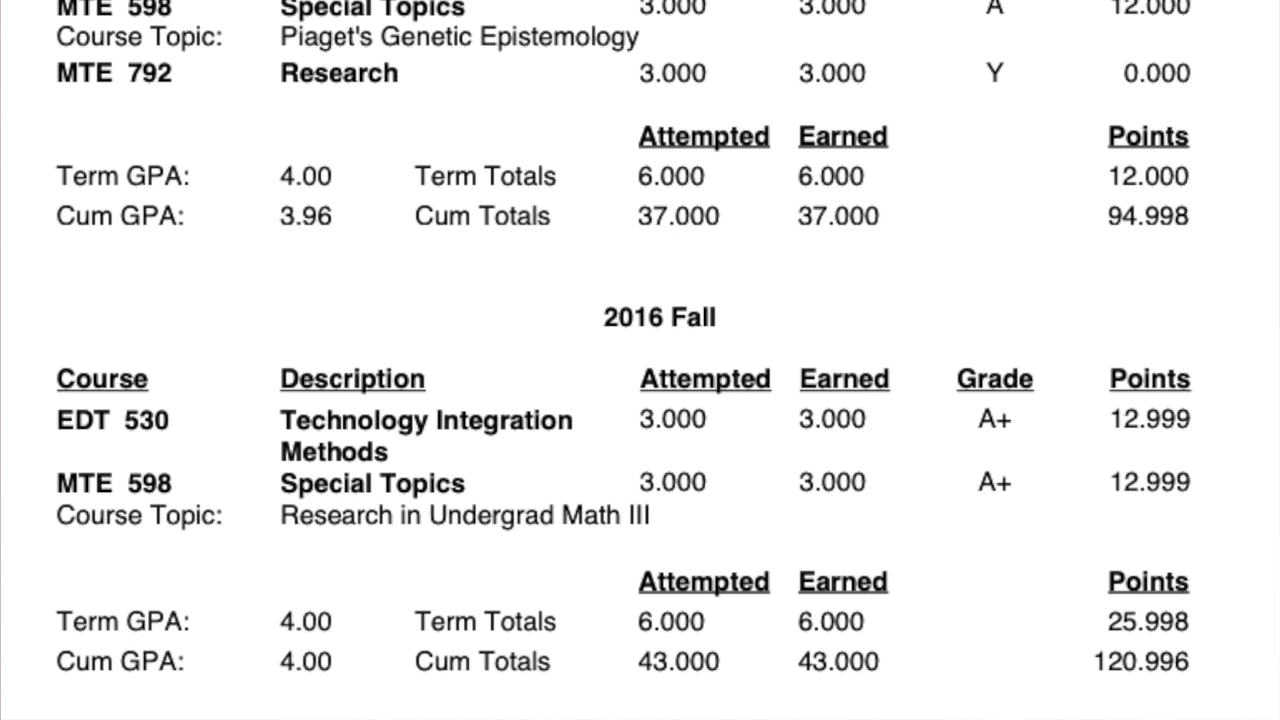 MTE 598 Special Topics 3.000 3.000 A 12.000
Course Topic: Piaget's Genetic Epistemology
MTE 792 Research 3.000 3.000 Y 0.000
Attempted Earned Points
Term GPA: 4.00 Term Totals 6.000 6.000 12.000
Cum GPA: 3.96 Cum Totals 37.000 37.000 94.998
2016 Fall
Course Description Attempted Earned Grade Points
EDT 530 Technology Integration 3.000 3.000 A+ 12.999
Methods
MTE 598 Special Topics 3.000 3.000 A+ 12.999
Course Topic: Research in Undergrad Math III
Attempted Earned Points
Term GPA: 4.00 Term Totals 6.000 6.000 25.998
Cum GPA: 4.00 Cum Totals 43.000 43.000 120.996